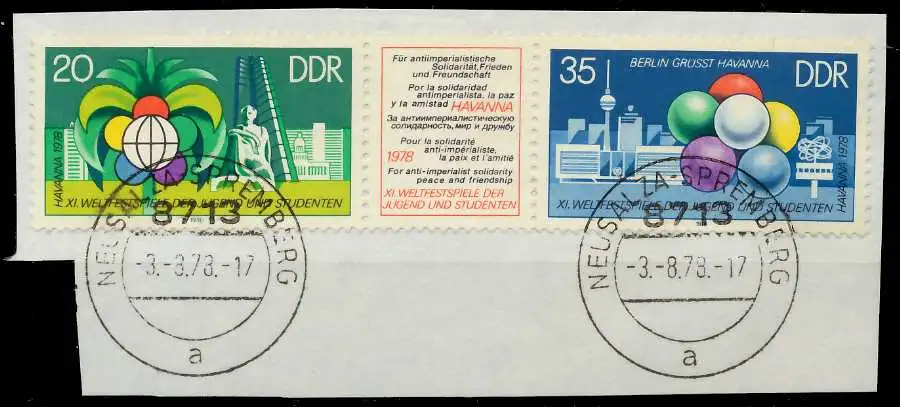 20
DDR
HAVANNA 1978
XI. WELTFESTSPIELE DER JUGEND UND STUDENTEN
Für antiimperialistische
Solidarität, Frieden
und Freundschaft
Por la solidaridad
antimperialista, la paz
y la amistad HAVANNA
За антиимпериалистическую
солидарность, мир и дружбу
Pour la solidarité
1978 anti-impérialiste,
la paix et l'amitié
For anti-imperialist solidarity
peace and friendship
XI. WELTFESTSPIELE DER
JUGEND UND STUDENTEN
35
BERLIN GRÜSST HAVANNA
DDR
HAVANNA 1978
XI. WELTFESTSPIELE DER JUGEND UND STUDENTEN
NEUSALZA-SPREMBERG
8713
-3.-8.78.-17
a
NEUSALZA-SPREMBERG
8713
-3.-8.78.-17
a